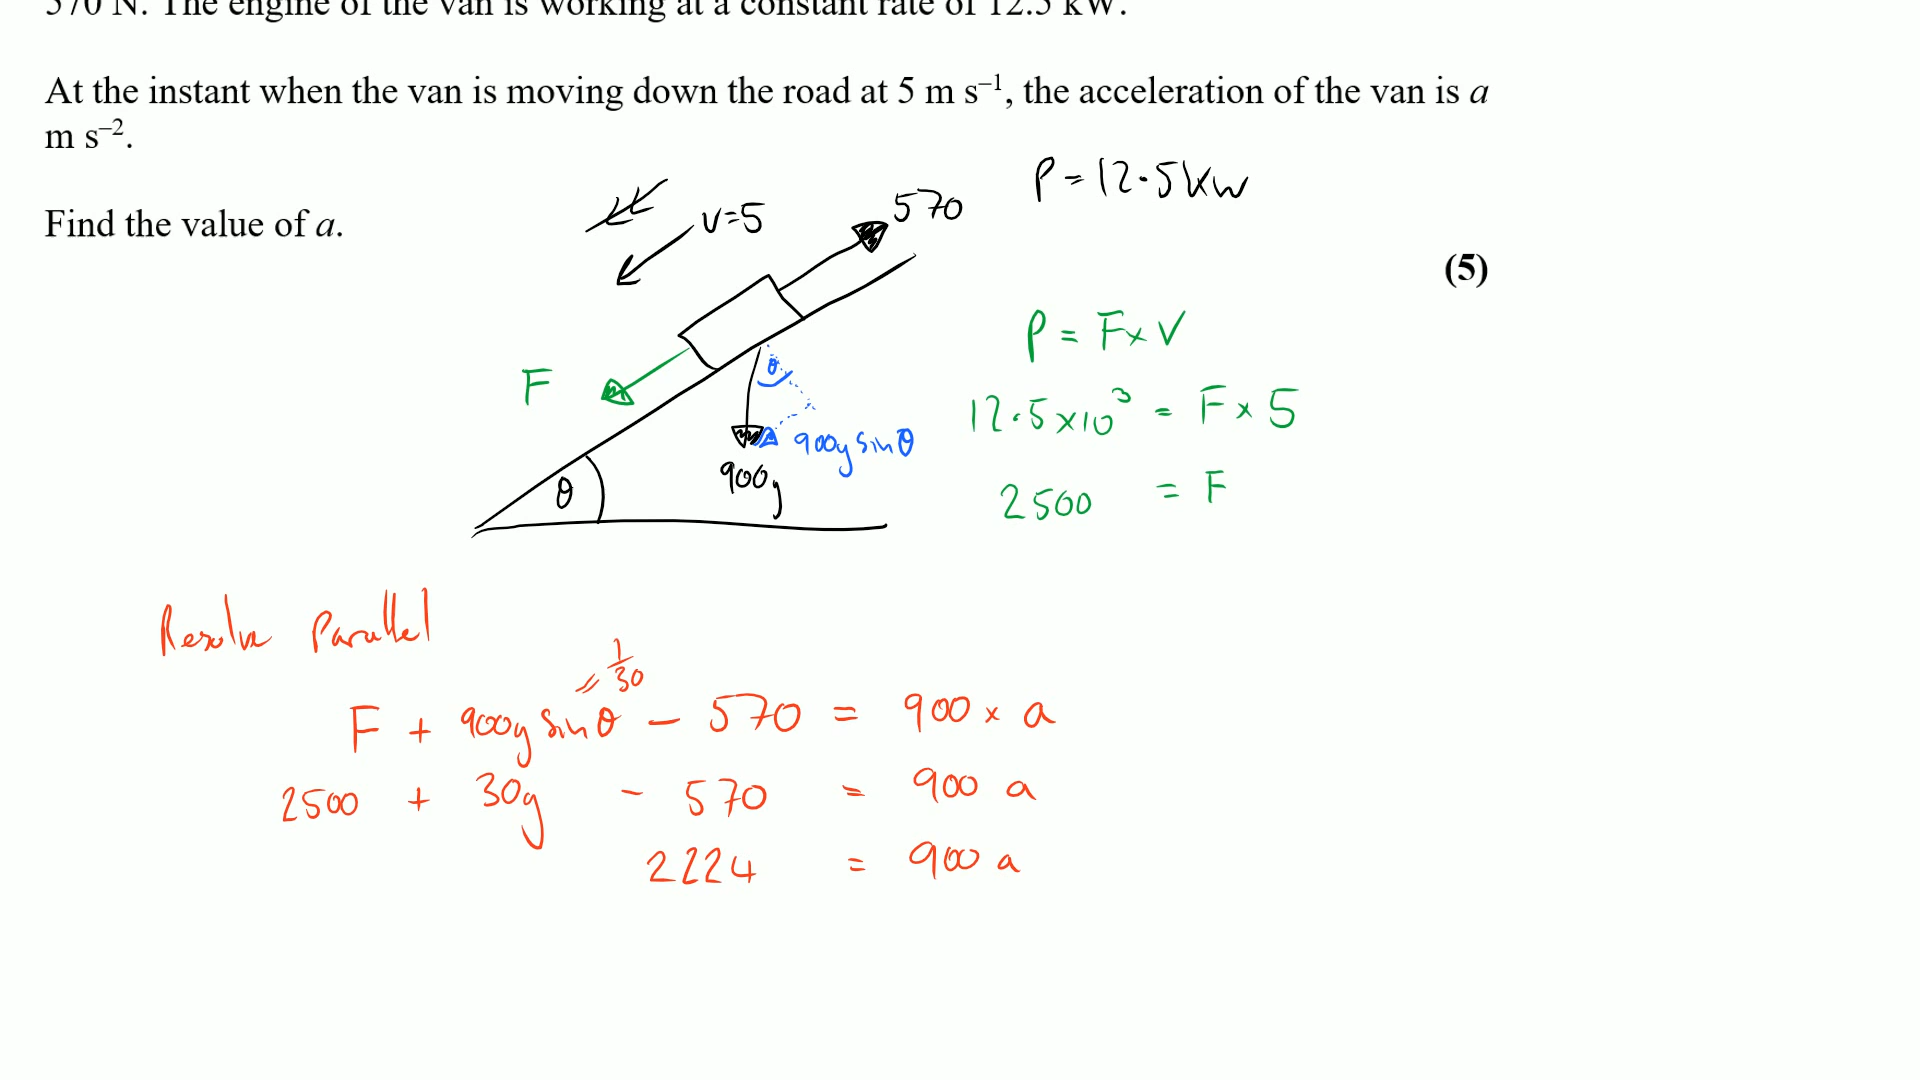 570 N. The engine of the van is working at a constant rate of 12.5 kW.
At the instant when the van is moving down the road at 5 m s⁻¹, the acceleration of the van is a
m s⁻².
Find the value of a.
(5)
v=5
570
P = 12.5kW
F
θ
900g sinθ
900g
θ
P = F × V
12.5×10³ = F × 5
2500 = F
Resolve Parallel
= 1/30
F + 900g sinθ − 570 = 900 × a
2500 + 30g − 570 = 900 a
2224 = 900 a